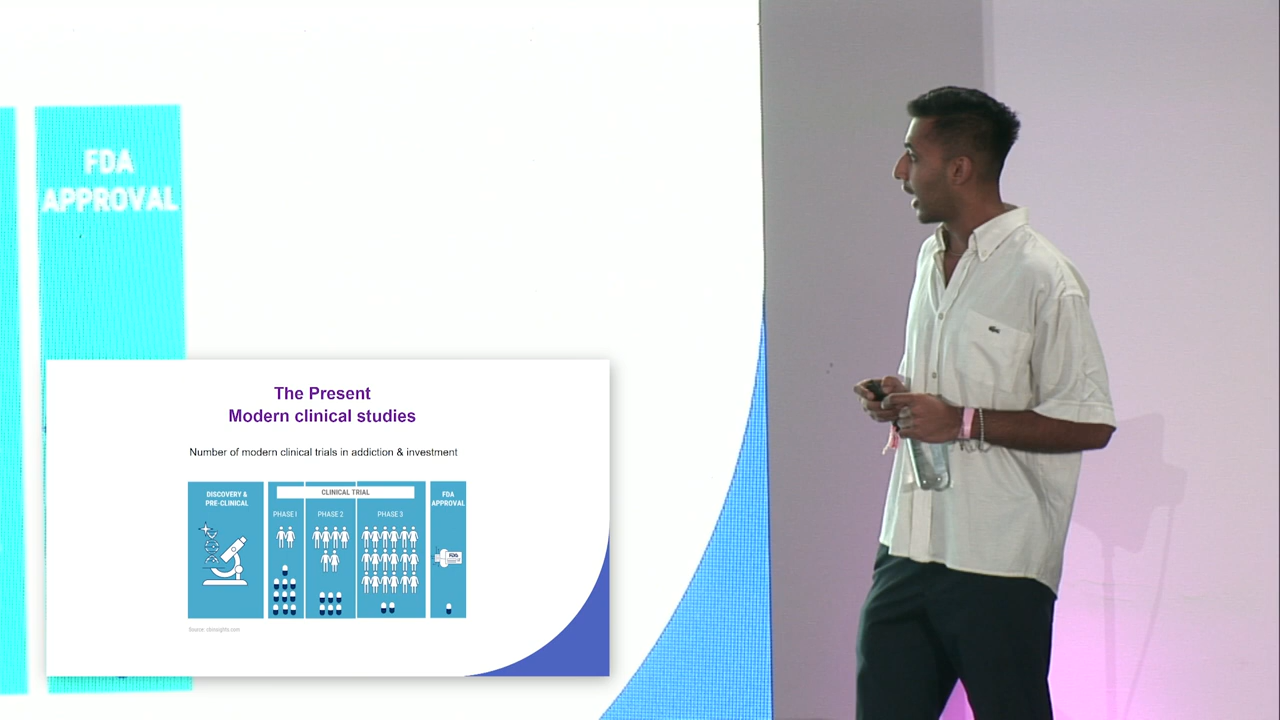 FDA
APPROVAL
The Present
Modern clinical studies
Number of modern clinical trials in addiction & investment
DISCOVERY &
PRE-CLINICAL
CLINICAL TRIAL
PHASE I
PHASE 2
PHASE 3
FDA
APPROVAL
FDA